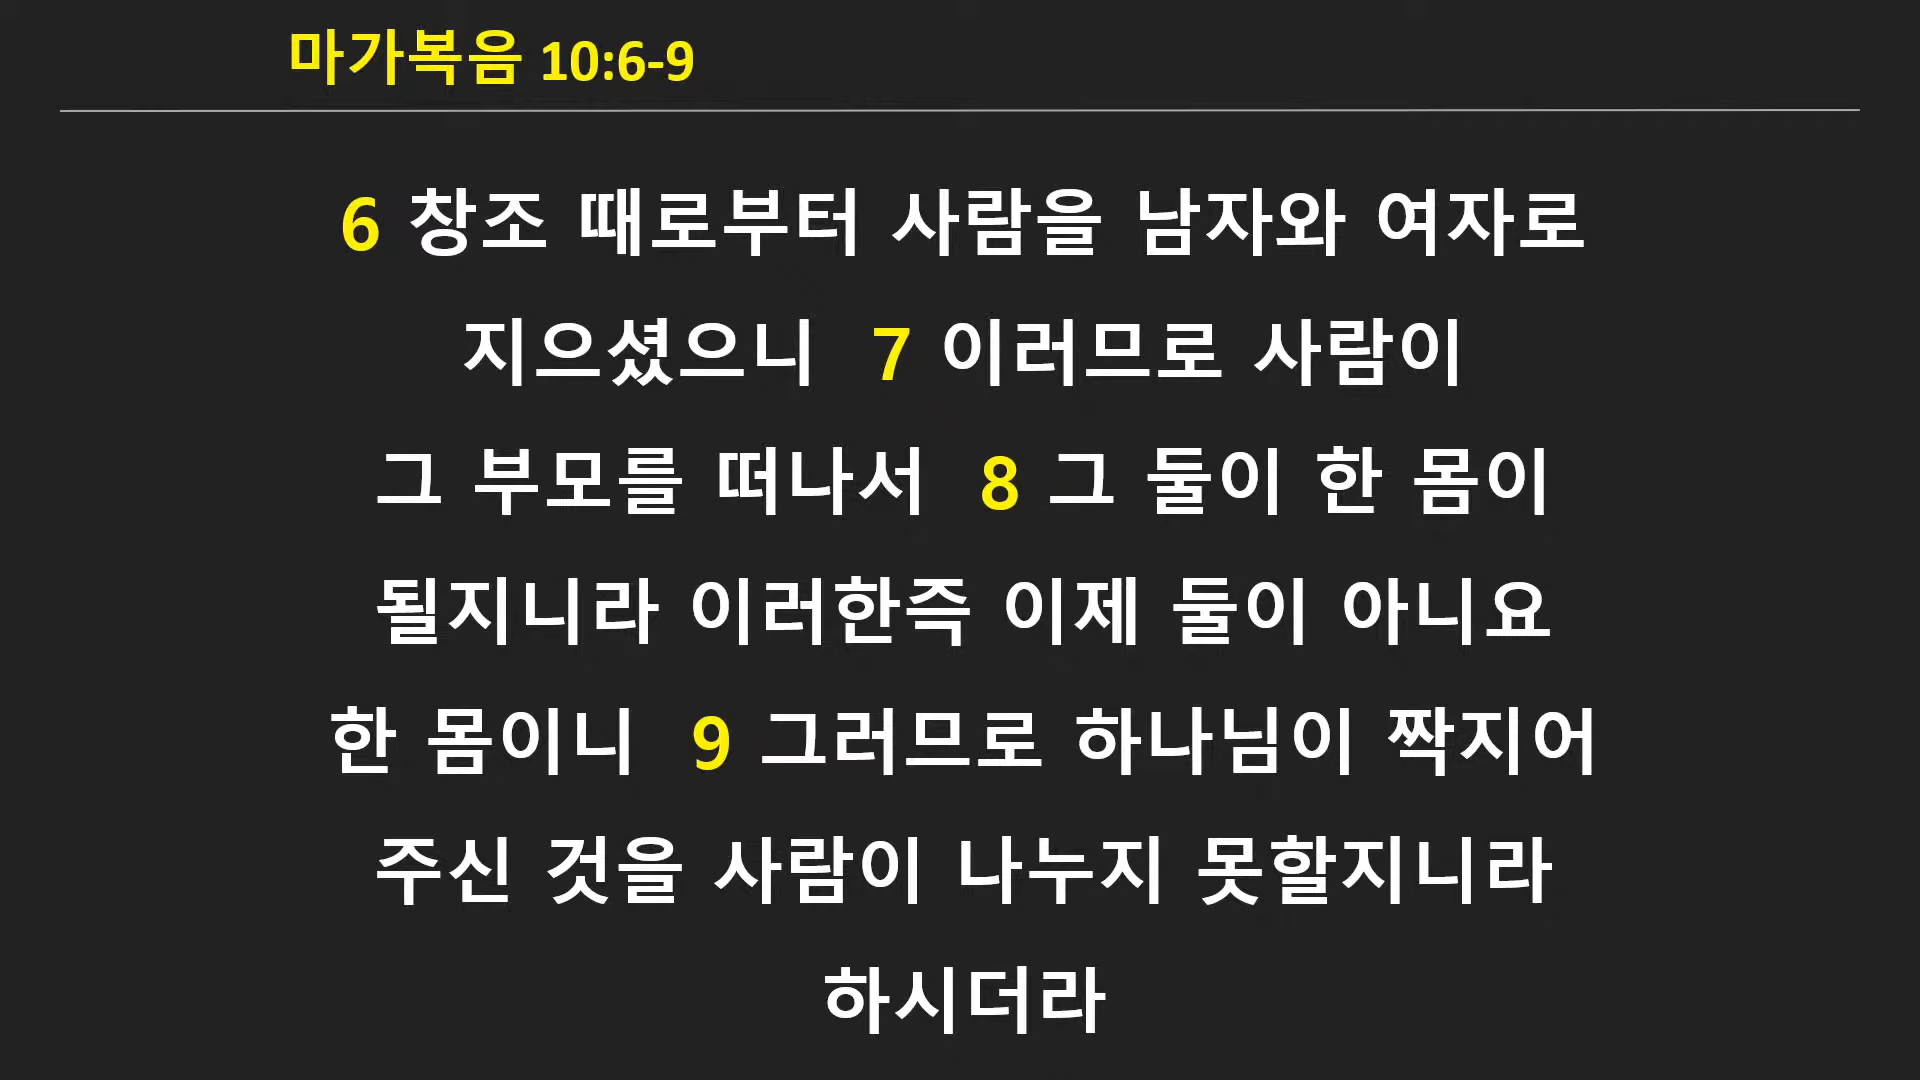 마가복음 10:6-9
6 창조 때로부터 사람을 남자와 여자로
지으셨으니 7 이러므로 사람이
그 부모를 떠나서 8 그 둘이 한 몸이
될지니라 이러한즉 이제 둘이 아니요
한 몸이니 9 그러므로 하나님이 짝지어
주신 것을 사람이 나누지 못할지니라
하시더라